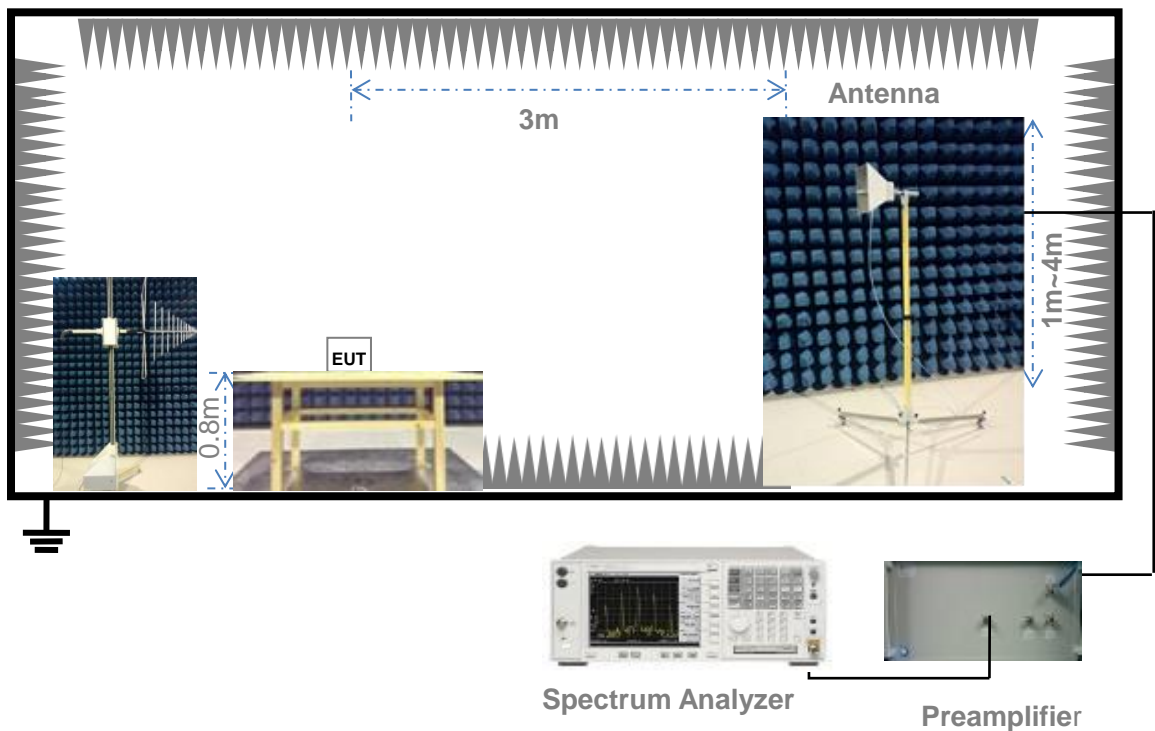 Antenna
3m
1m~4m
EUT
0.8m
Spectrum Analyzer
Preamplifier